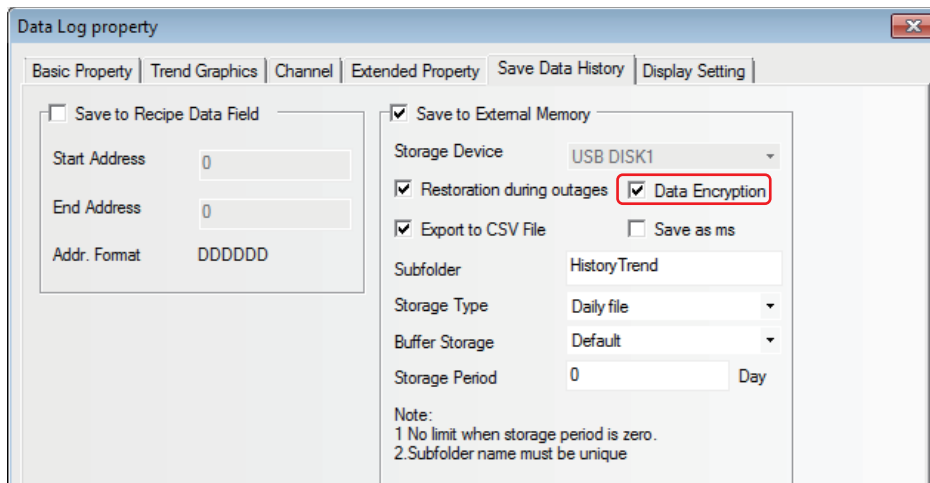 Data Log property
Basic Property Trend Graphics Channel Extended Property Save Data History Display Setting
Save to Recipe Data Field
Start Address 0
End Address 0
Addr. Format DDDDDD
Save to External Memory
Storage Device USB DISK1
Restoration during outages Data Encryption
Export to CSV File Save as ms
Subfolder HistoryTrend
Storage Type Daily file
Buffer Storage Default
Storage Period 0 Day
Note:
1 No limit when storage period is zero.
2.Subfolder name must be unique